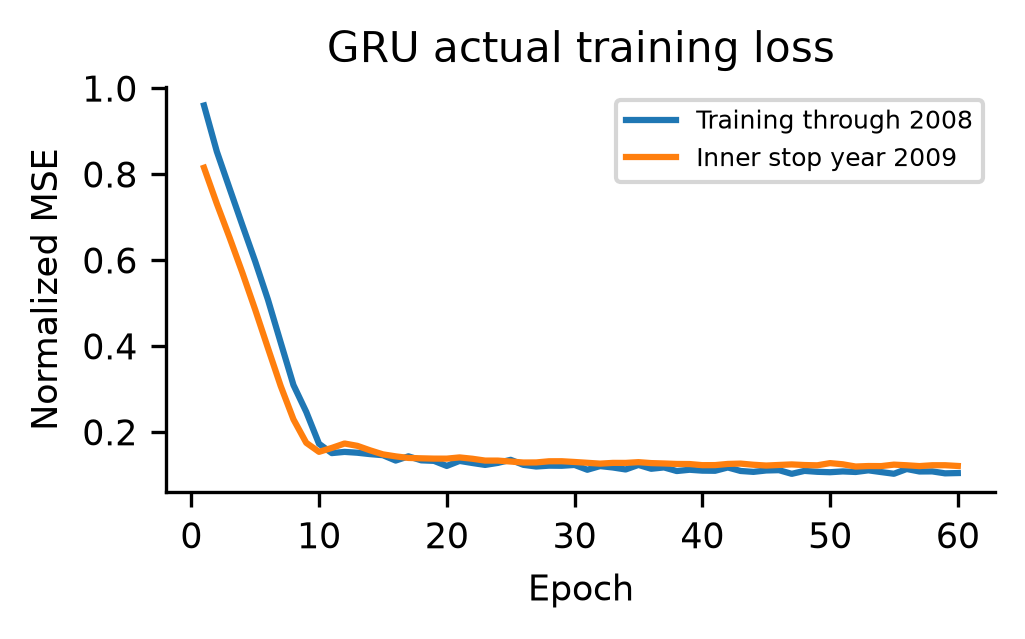 GRU actual training loss
1.0
0.8
0.6
0.4
0.2
Normalized MSE
Training through 2008
Inner stop year 2009
0 10 20 30 40 50 60
Epoch